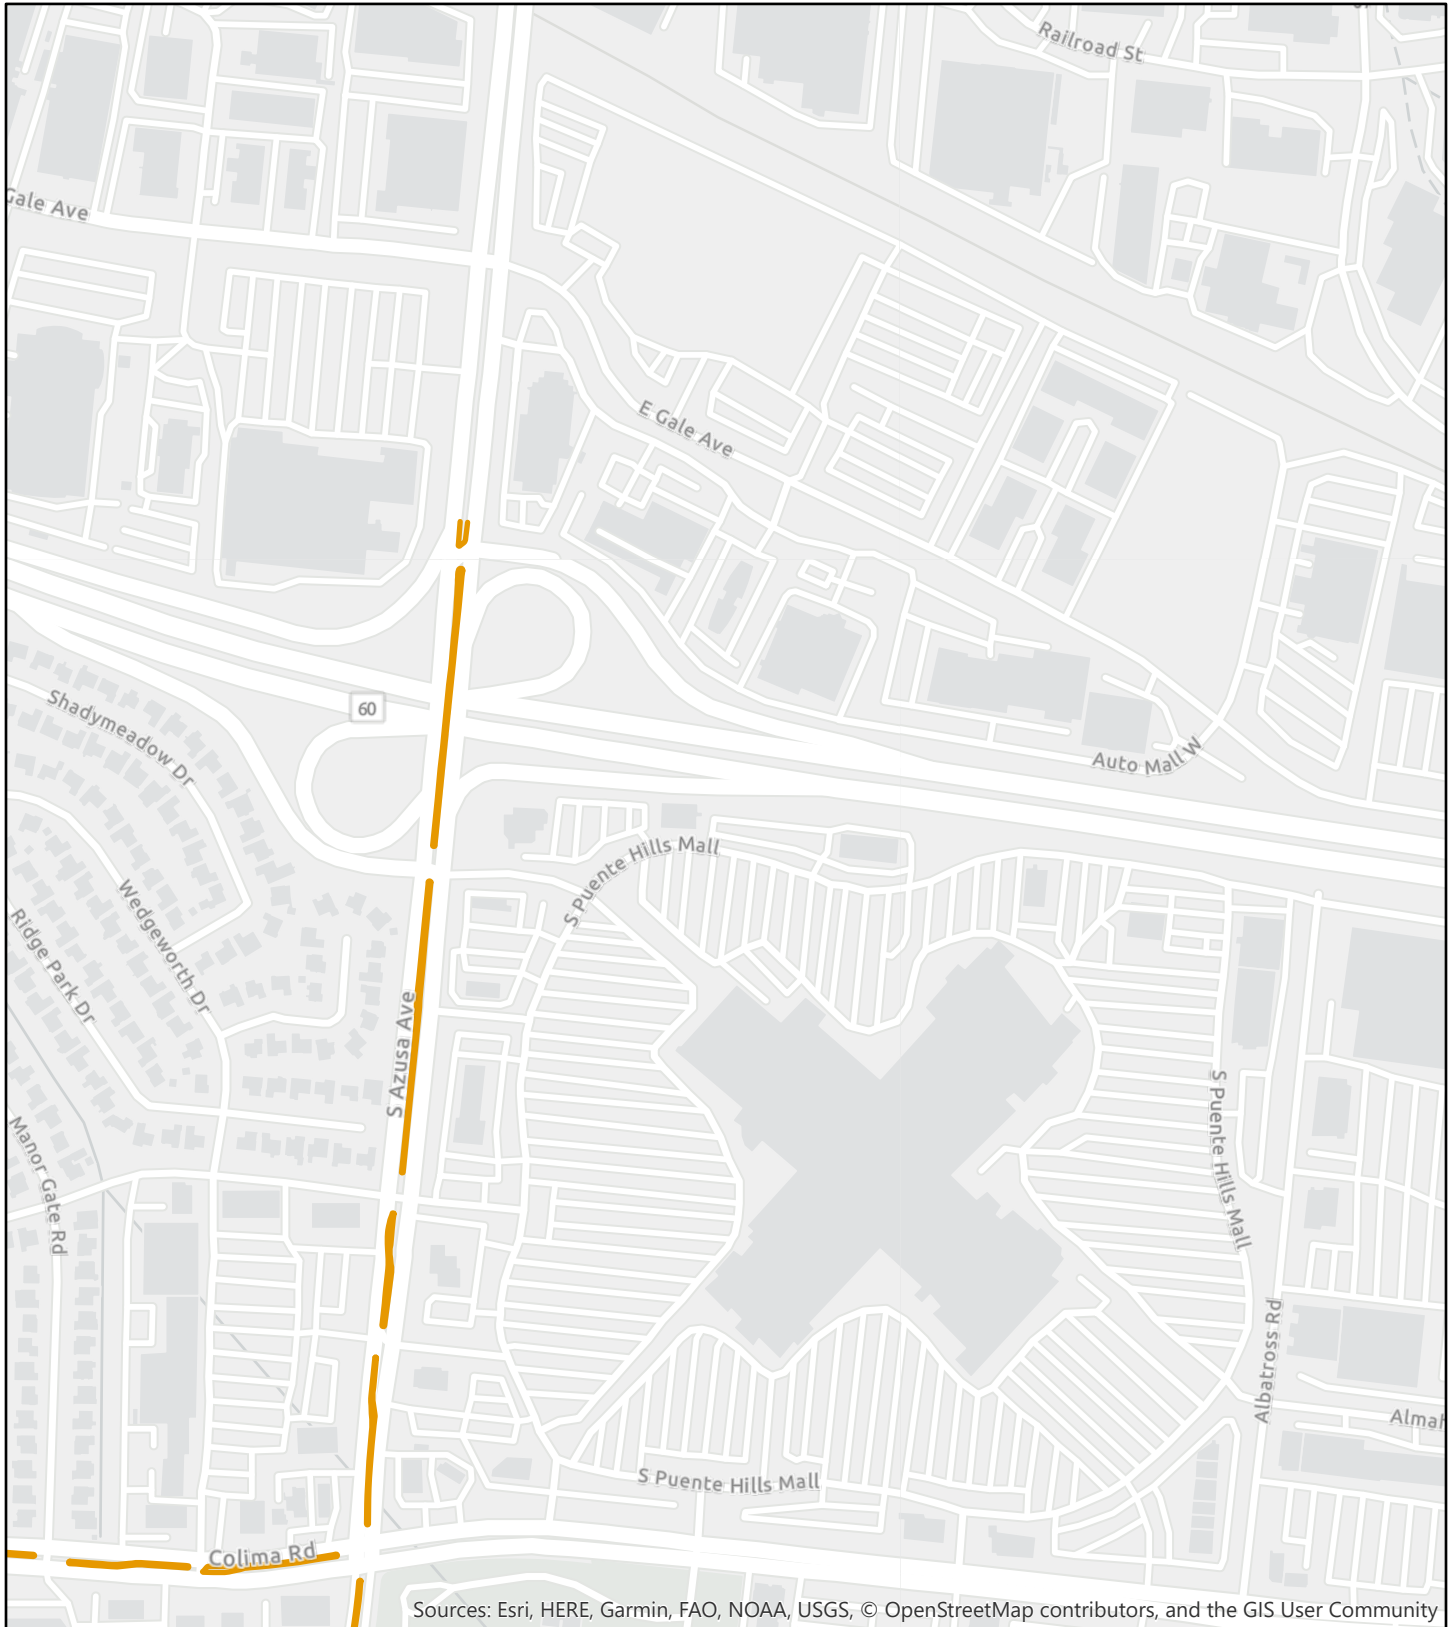 Railroad St
Gale Ave
E Gale Ave
60
Shadymeadow Dr
Auto Mall W
S Puente Hills Mall
Wedgeworth Dr
Ridge Park Dr
S Azusa Ave
S Puente Hills Mall
Manor Gate Rd
Albatross Rd
Almah
S Puente Hills Mall
Colima Rd
Sources: Esri, HERE, Garmin, FAO, NOAA, USGS, © OpenStreetMap contributors, and the GIS User Community